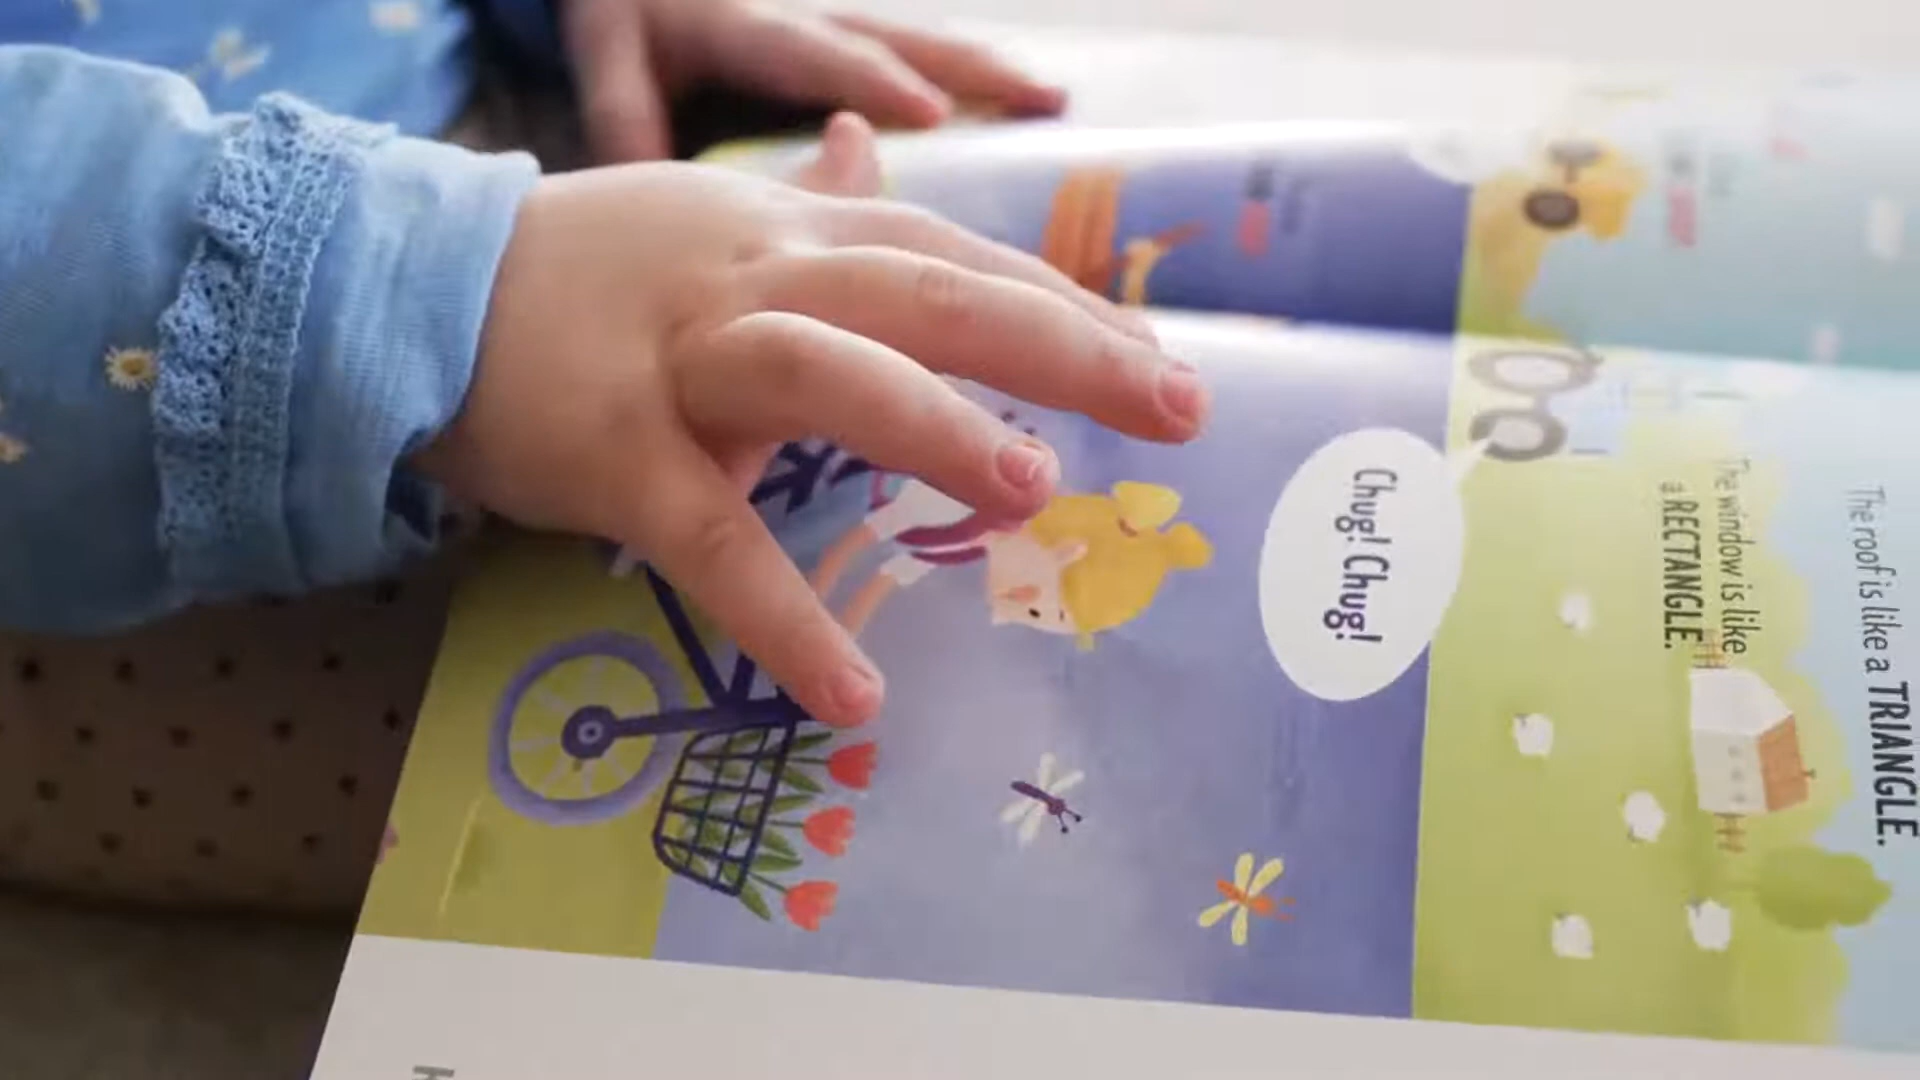 The roof is like a TRIANGLE.
The window is like
a RECTANGLE.
Chug! Chug!